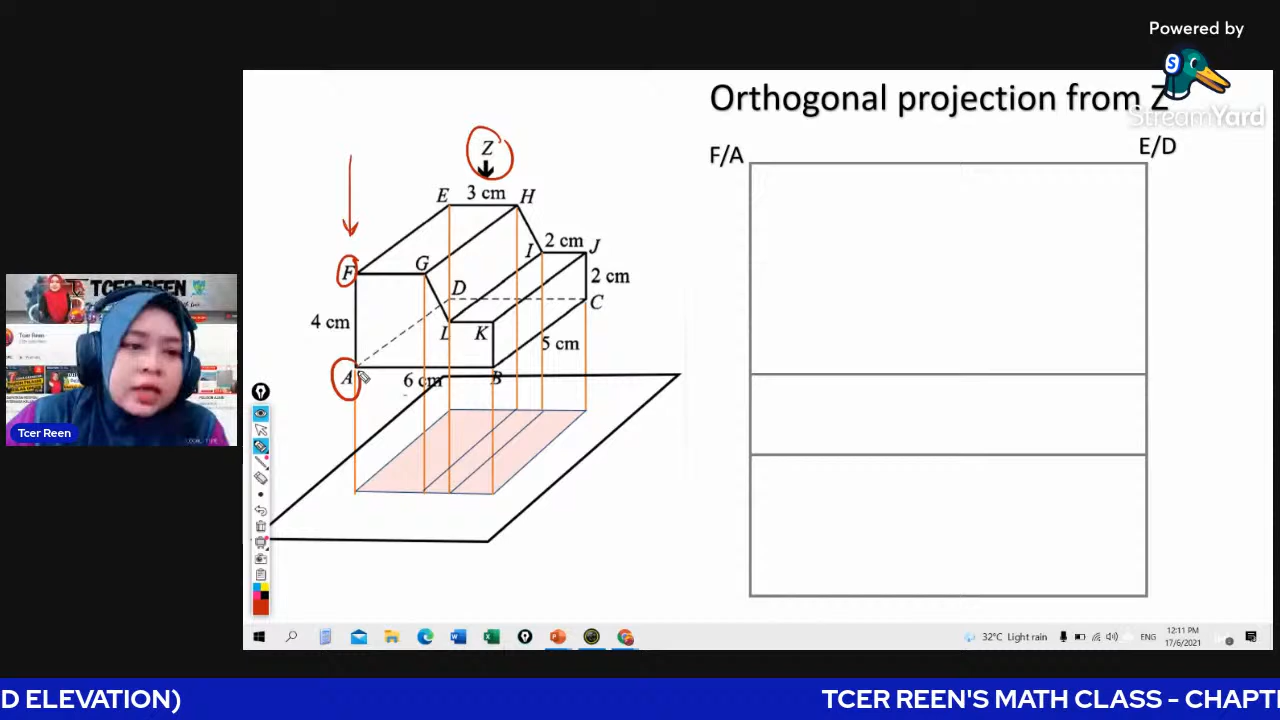 Powered by
StreamYard
Orthogonal projection from Z
F/A
E/D
Z
E 3 cm H
2 cm
J
I
G
F
D
2 cm
C
4 cm
L K
5 cm
A 6 cm B
TCER REEN
Tcer Reen
32°C Light rain
ENG
12:11 PM
17/6/2021
D ELEVATION)
TCER REEN'S MATH CLASS - CHAPT